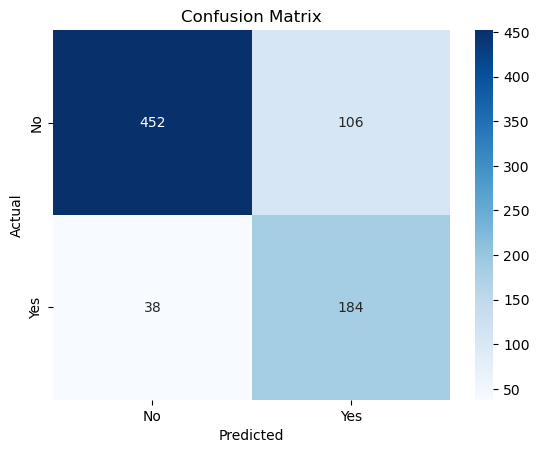 Confusion Matrix
No
452
106
Actual
Yes
38
184
No
Yes
Predicted
450
400
350
300
250
200
150
100
50